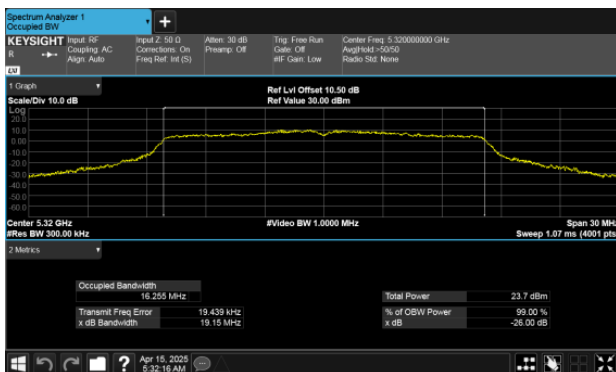 Spectrum Analyzer 1
Occupied BW
KEYSIGHT Input: RF Input Z: 50 Ω Atten: 30 dB Trig: Free Run Center Freq: 5.320000000 GHz
R Coupling: AC Corrections: On Preamp: Off Gate: Off Avg|Hold:>50/50
Align: Auto Freq Ref: Int (S) #IF Gain: Low Radio Std: None
LXI
1 Graph
Ref Lvl Offset 10.50 dB
Scale/Div 10.0 dB Ref Value 30.00 dBm
Log
20.0
10.0
0.00
-10.0
-20.0
-30.0
-40.0
-50.0
-60.0
Center 5.32 GHz #Video BW 1.0000 MHz Span 30 MHz
#Res BW 300.00 kHz Sweep 1.07 ms (4001 pts
2 Metrics
Occupied Bandwidth
16.255 MHz Total Power 23.7 dBm
Transmit Freq Error 19.439 kHz % of OBW Power 99.00 %
x dB Bandwidth 19.15 MHz x dB -26.00 dB
? Apr 15, 2025
5:32:16 AM